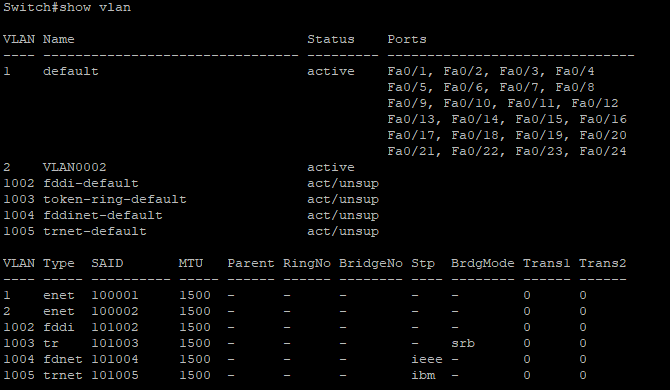 Switch#show vlan
VLAN Name                             Status    Ports
---- -------------------------------- --------- -------------------------------
1    default                          active    Fa0/1, Fa0/2, Fa0/3, Fa0/4
                                                Fa0/5, Fa0/6, Fa0/7, Fa0/8
                                                Fa0/9, Fa0/10, Fa0/11, Fa0/12
                                                Fa0/13, Fa0/14, Fa0/15, Fa0/16
                                                Fa0/17, Fa0/18, Fa0/19, Fa0/20
                                                Fa0/21, Fa0/22, Fa0/23, Fa0/24
2    VLAN0002                         active
1002 fddi-default                     act/unsup
1003 token-ring-default               act/unsup
1004 fddinet-default                  act/unsup
1005 trnet-default                    act/unsup
VLAN Type  SAID       MTU   Parent RingNo BridgeNo Stp  BrdgMode Trans1 Trans2
---- ----- ---------- ----- ------ ------ -------- ---- -------- ------ ------
1    enet  100001     1500  -      -      -        -    -        0      0
2    enet  100002     1500  -      -      -        -    -        0      0
1002 fddi  101002     1500  -      -      -        -    -        0      0
1003 tr    101003     1500  -      -      -        -    srb      0      0
1004 fdnet 101004     1500  -      -      -        ieee -        0      0
1005 trnet 101005     1500  -      -      -        ibm  -        0      0